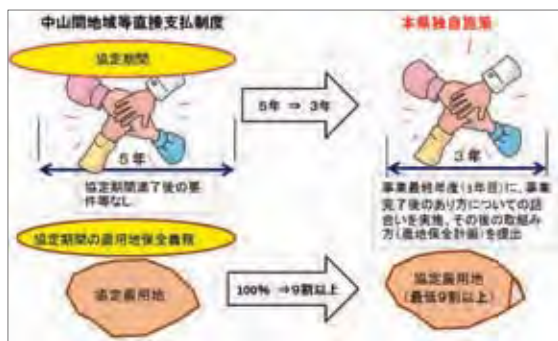 中山間地域等直接支払制度
本県独自施策
協定期間
5年 ⇒ 3年
5年
3年
協定期間満了後の要
件等なし
事業最終年度(3年目)に、事業
完了後のあり方についての話
合いを実施、その後の取組み
方(農地保全計画)を提出
協定期間の農用地保全義務
協定農用地
100% ⇒9割以上
協定農用地
(最低9割以上)